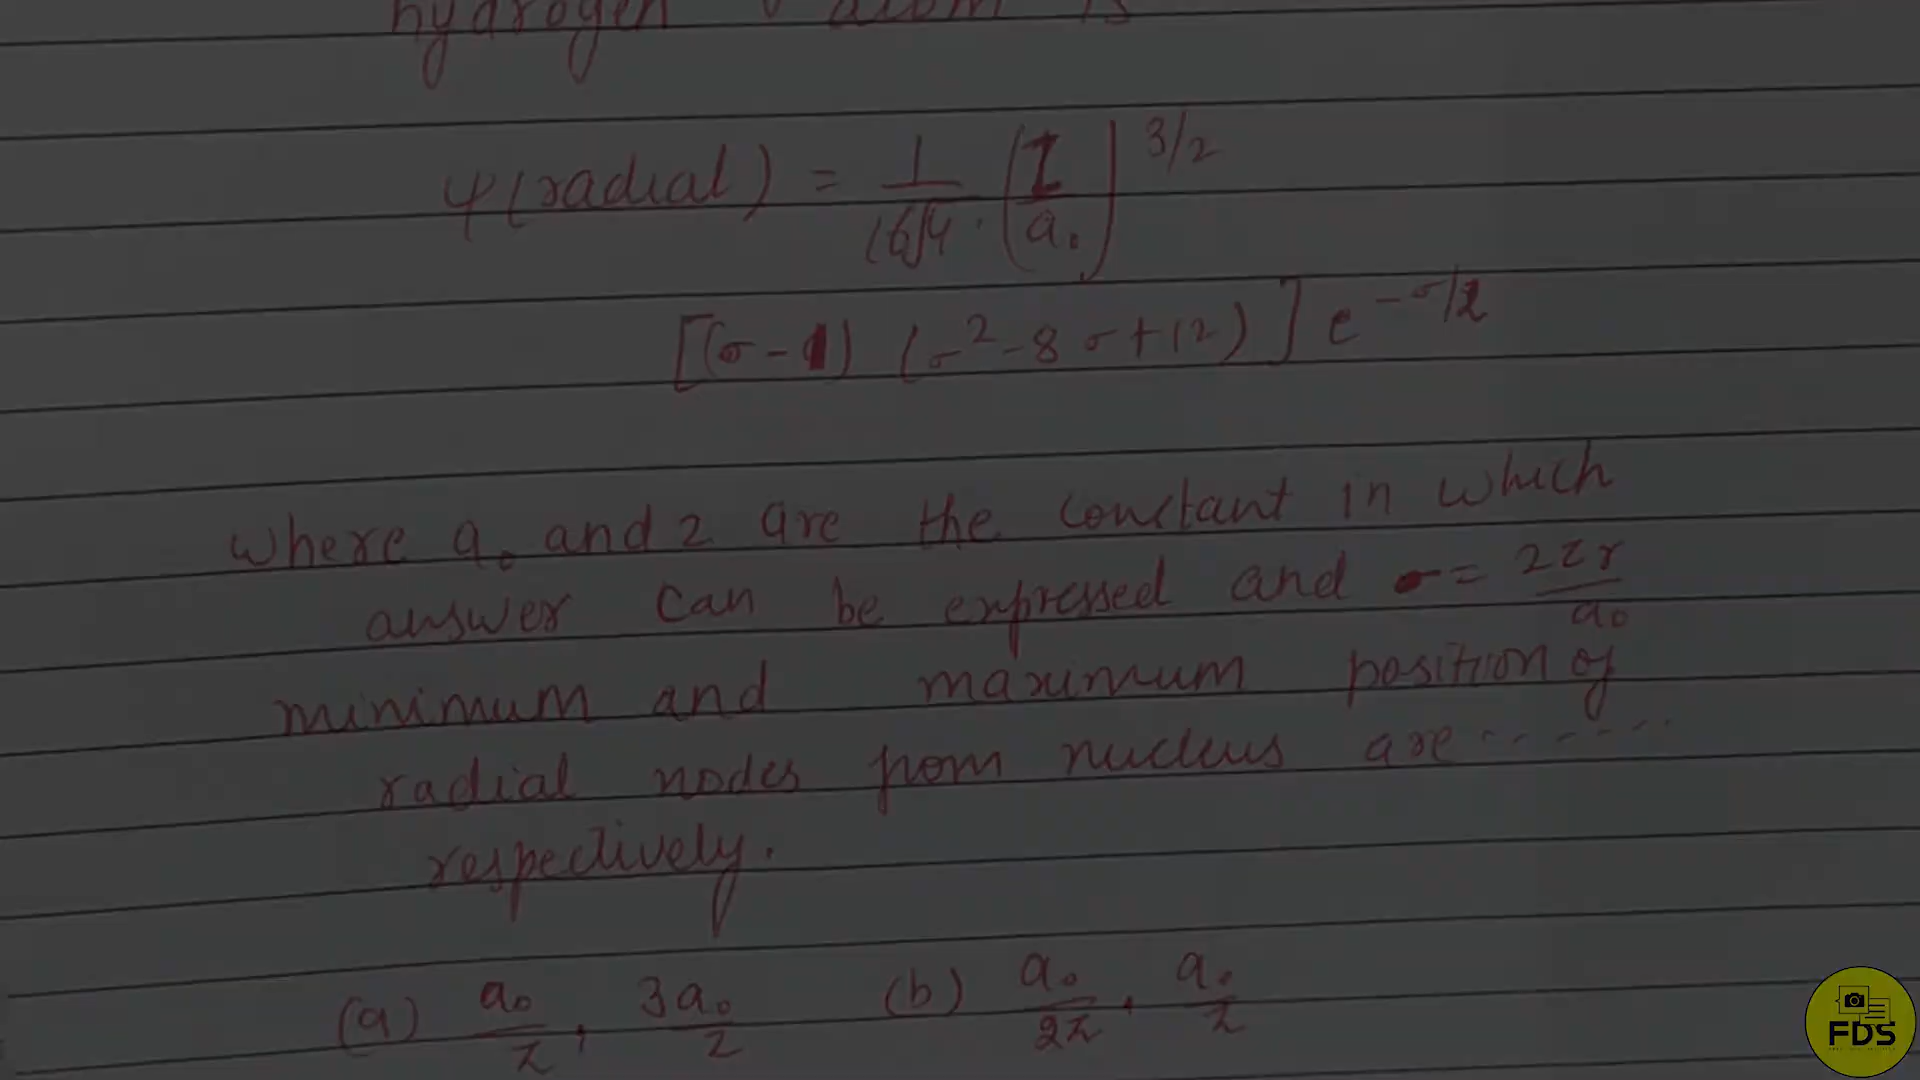 hydrogen atom is
ψ(radial) = 1/16√4 · (Z/a₀)^3/2
[(σ-1) (σ²-8σ+12)] e^-σ/2
where a₀ and z are the constant in which
answer can be expressed and σ = 2Zr/a₀
minimum and maximum position of
radial nodes from nucleus are ......
respectively.
(a) a₀/z, 3a₀/z (b) a₀/2z, a₀/z
FDS